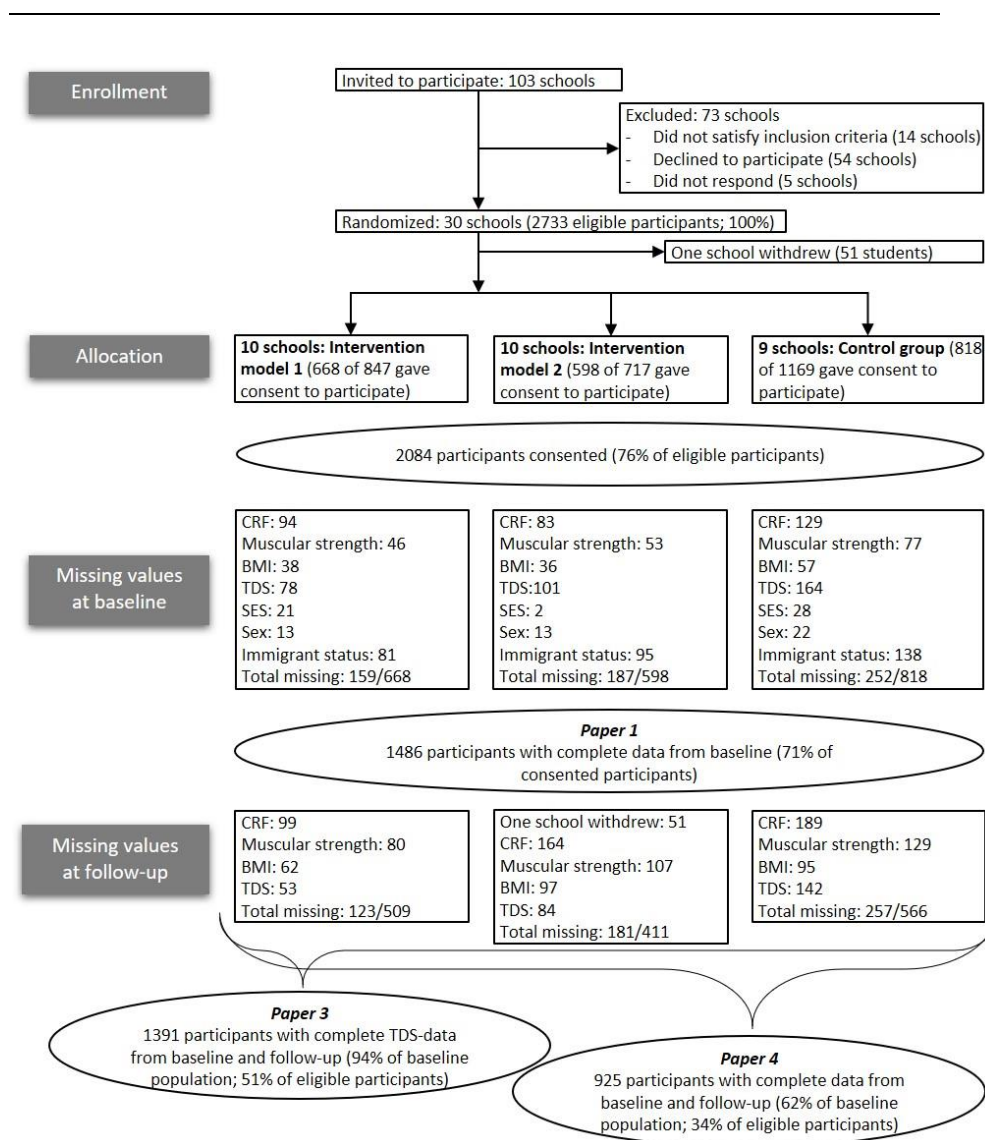 Enrollment
Invited to participate: 103 schools
Excluded: 73 schools
- Did not satisfy inclusion criteria (14 schools)
- Declined to participate (54 schools)
- Did not respond (5 schools)
Randomized: 30 schools (2733 eligible participants; 100%)
One school withdrew (51 students)
Allocation
10 schools: Intervention
model 1 (668 of 847 gave
consent to participate)
10 schools: Intervention
model 2 (598 of 717 gave
consent to participate)
9 schools: Control group (818
of 1169 gave consent to
participate)
2084 participants consented (76% of eligible participants)
Missing values
at baseline
CRF: 94
Muscular strength: 46
BMI: 38
TDS: 78
SES: 21
Sex: 13
Immigrant status: 81
Total missing: 159/668
CRF: 83
Muscular strength: 53
BMI: 36
TDS:101
SES: 2
Sex: 13
Immigrant status: 95
Total missing: 187/598
CRF: 129
Muscular strength: 77
BMI: 57
TDS: 164
SES: 28
Sex: 22
Immigrant status: 138
Total missing: 252/818
Paper 1
1486 participants with complete data from baseline (71% of
consented participants)
Missing values
at follow-up
CRF: 99
Muscular strength: 80
BMI: 62
TDS: 53
Total missing: 123/509
One school withdrew: 51
CRF: 164
Muscular strength: 107
BMI: 97
TDS: 84
Total missing: 181/411
CRF: 189
Muscular strength: 129
BMI: 95
TDS: 142
Total missing: 257/566
Paper 3
1391 participants with complete TDS-data
from baseline and follow-up (94% of baseline
population; 51% of eligible participants)
Paper 4
925 participants with complete data from
baseline and follow-up (62% of baseline
population; 34% of eligible participants)